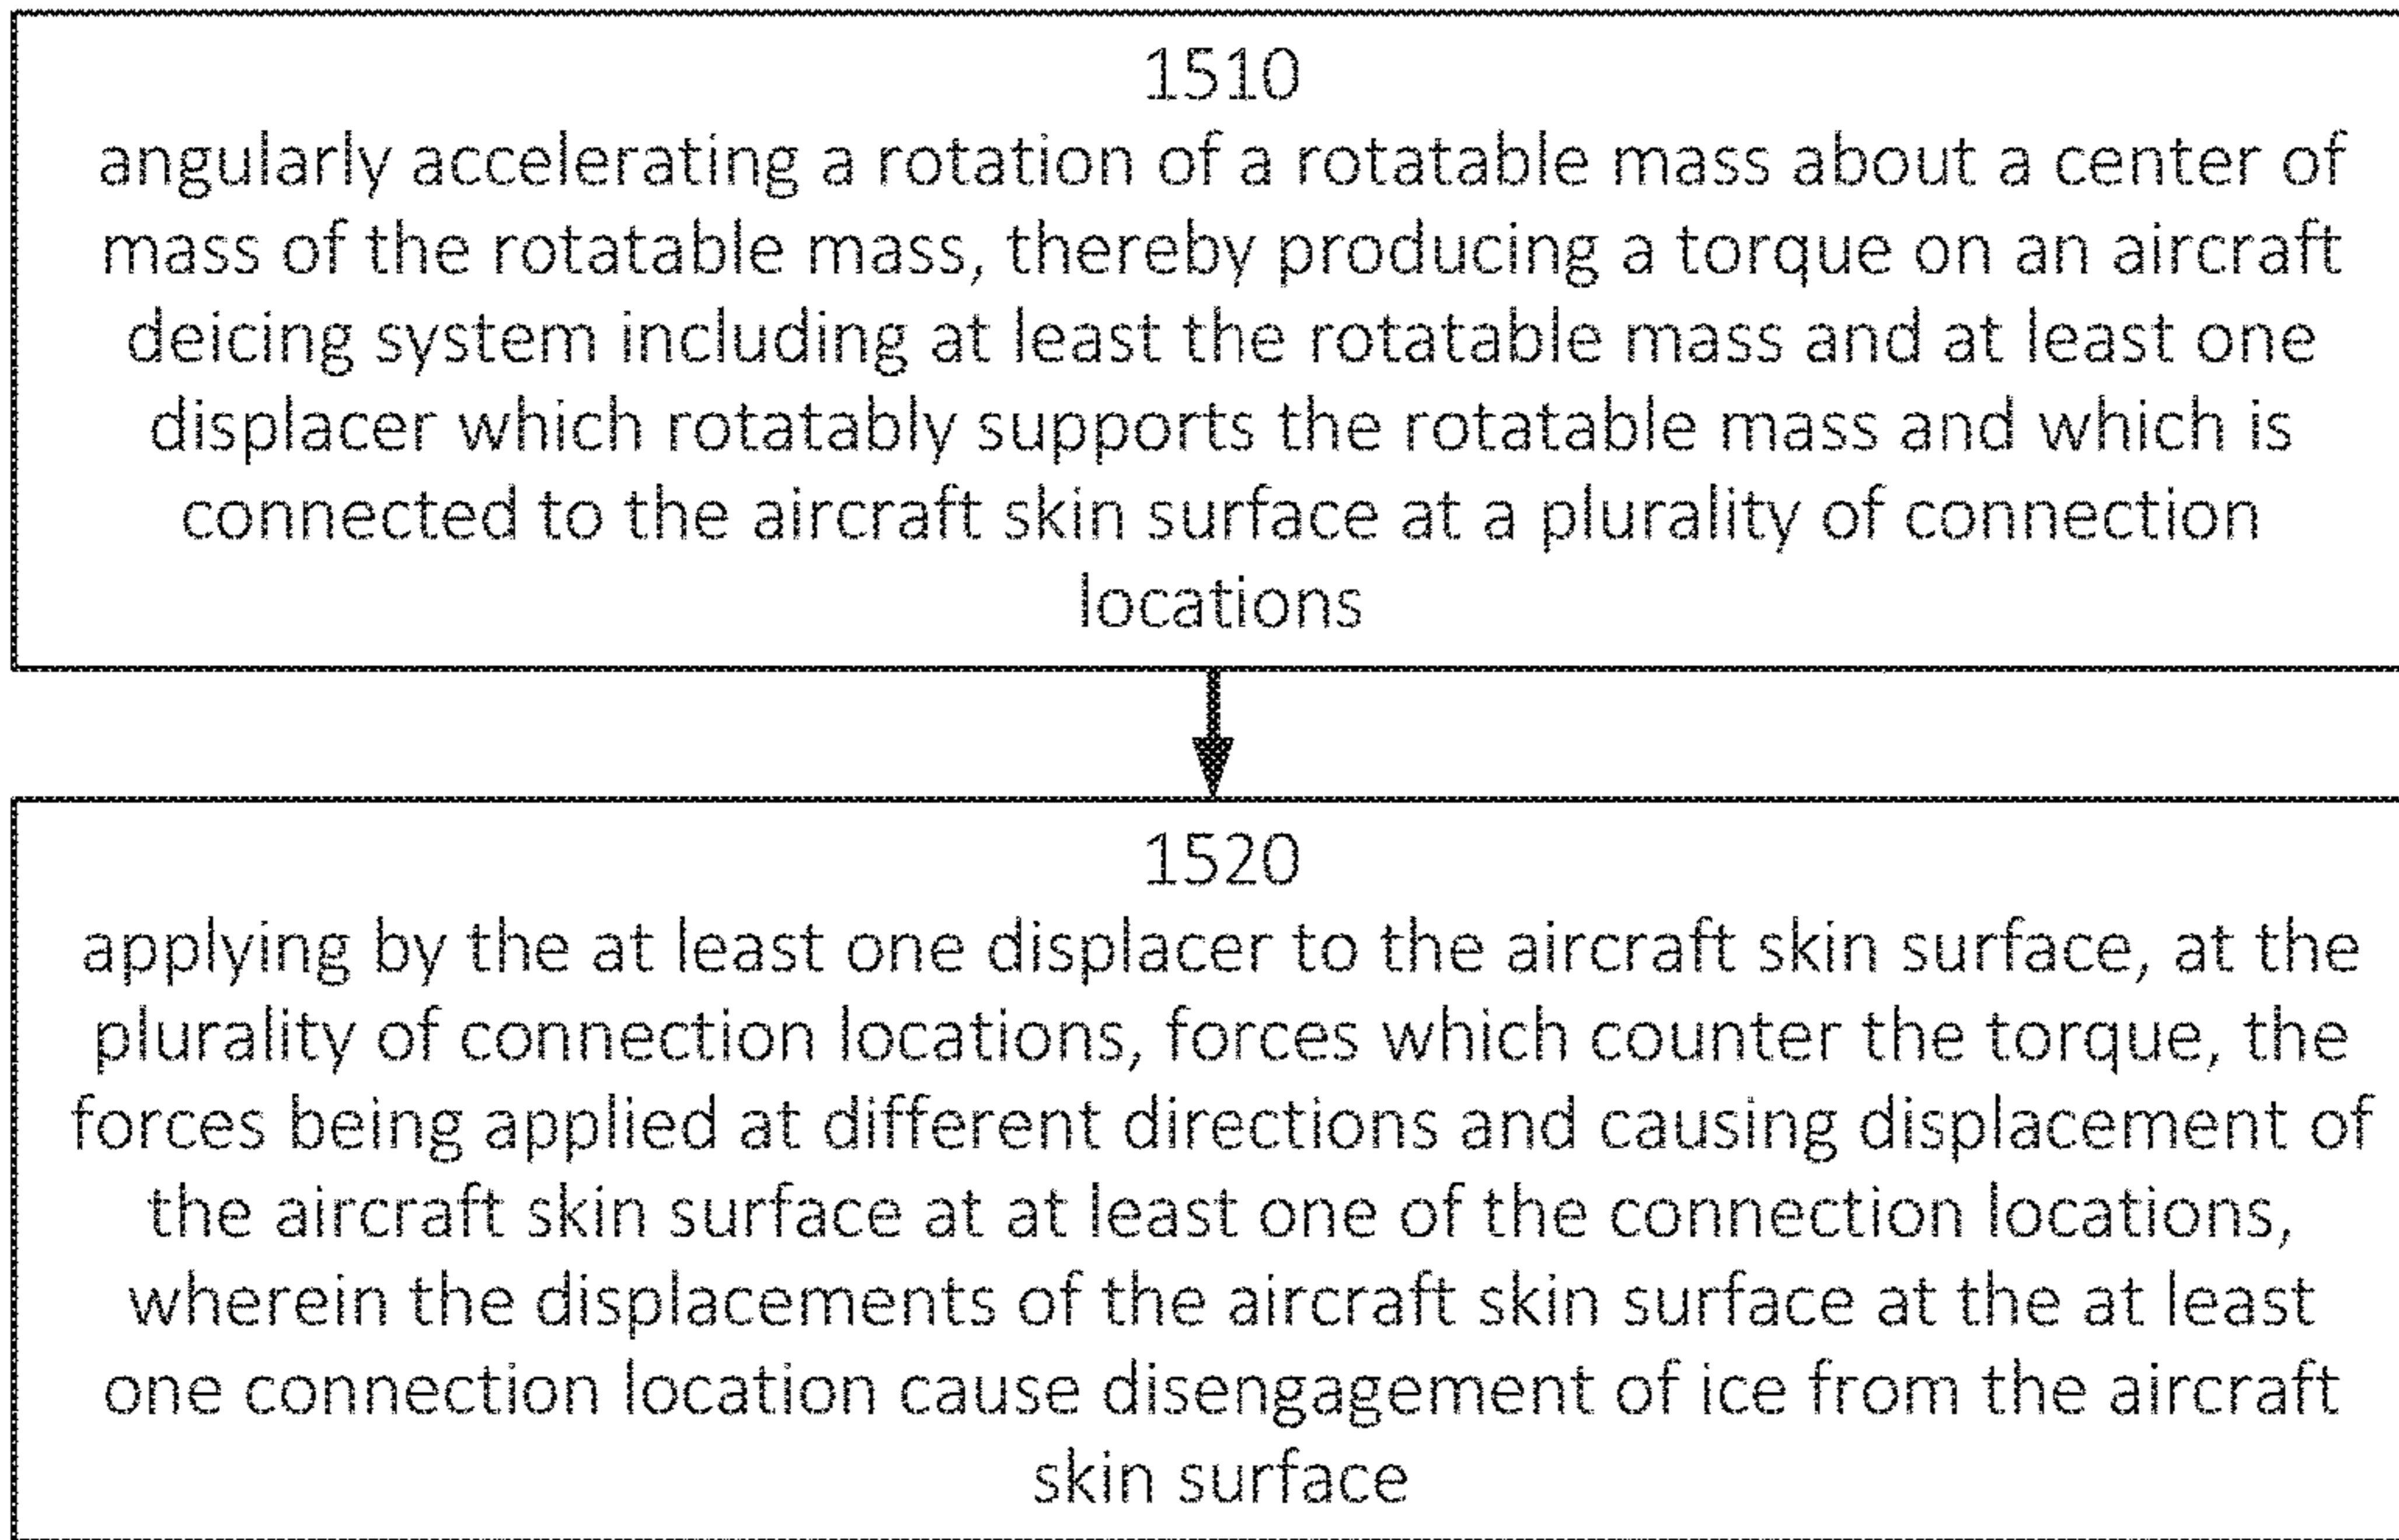 1510
angularly accelerating a rotation of a rotatable mass about a center of
mass of the rotatable mass, thereby producing a torque on an aircraft
deicing system including at least the rotatable mass and at least one
displacer which rotatably supports the rotatable mass and which is
connected to the aircraft skin surface at a plurality of connection
locations
1520
applying by the at least one displacer to the aircraft skin surface, at the
plurality of connection locations, forces which counter the torque, the
forces being applied at different directions and causing displacement of
the aircraft skin surface at at least one of the connection locations,
wherein the displacements of the aircraft skin surface at the at least
one connection location cause disengagement of ice from the aircraft
skin surface